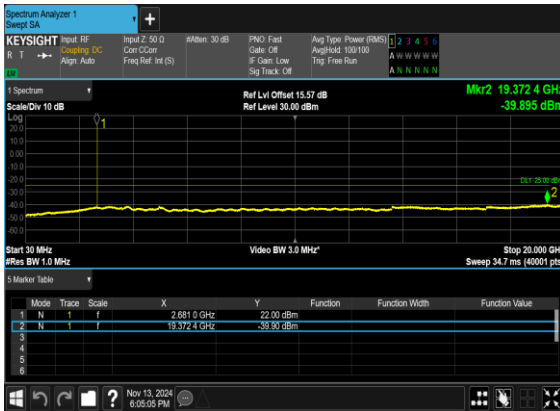 Spectrum Analyzer 1
Swept SA
+
KEYSIGHT
R T
Input: RF
Coupling: DC
Align: Auto
Input Z: 50 Ω
Corr CCorr
Freq Ref: Int (S)
#Atten: 30 dB
PNO: Fast
Gate: Off
IF Gain: Low
Sig Track: Off
Avg Type: Power (RMS)
Avg|Hold: 100/100
Trig: Free Run
1 2 3 4 5 6
A W W W W W
A N N N N N
1 Spectrum
Scale/Div 10 dB
Ref Lvl Offset 15.57 dB
Ref Level 30.00 dBm
Mkr2 19.372 4 GHz
-39.895 dBm
Log
20.0
10.0
0.00
-10.0
-20.0
-30.0
-40.0
-50.0
-60.0
1
DL1 -25.00 dBm
2
Start 30 MHz
#Res BW 1.0 MHz
Video BW 3.0 MHz*
Stop 20.000 GHz
Sweep 34.7 ms (40001 pts)
5 Marker Table
Mode Trace Scale X Y Function Function Width Function Value
1 N 1 f 2.681 0 GHz 22.00 dBm
2 N 1 f 19.372 4 GHz -39.90 dBm
3
4
5
6
?
Nov 13, 2024
6:05:05 PM